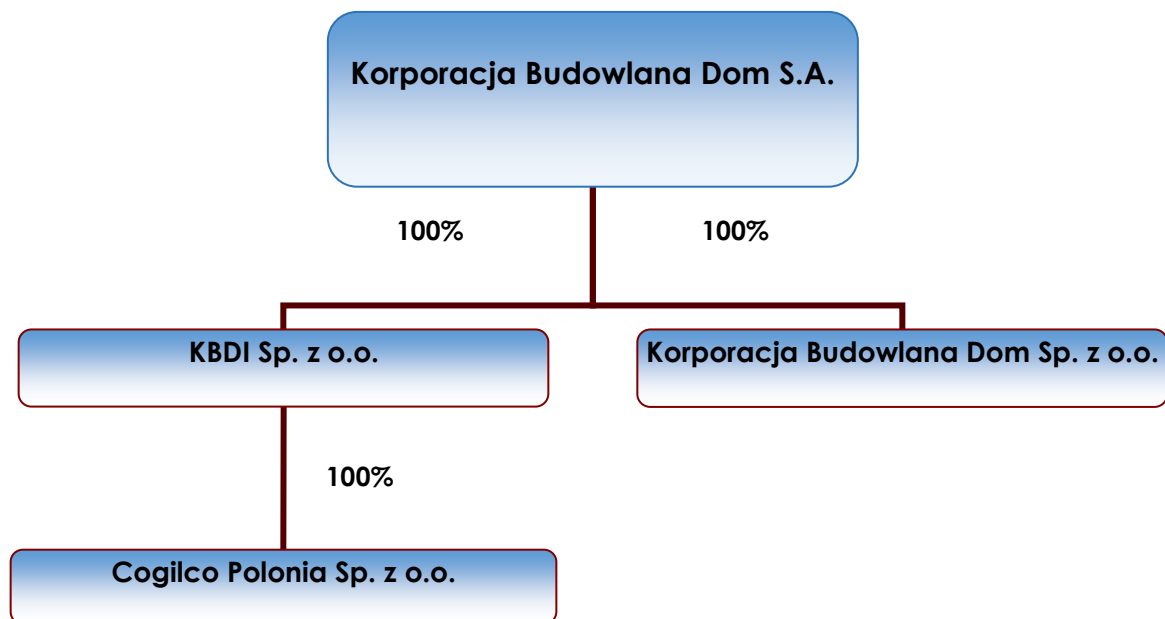 Korporacja Budowlana Dom S.A.
100%
100%
KBDI Sp. z o.o.
Korporacja Budowlana Dom Sp. z o.o.
100%
Cogilco Polonia Sp. z o.o.